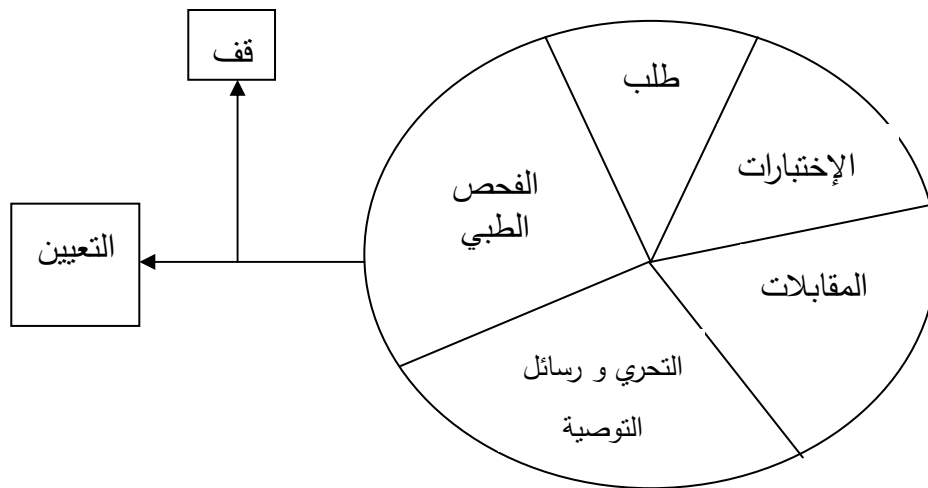 قف
طلب
الإختبارات
المقابلات
التحري و رسائل
التوصية
الفحص
الطبي
التعيين